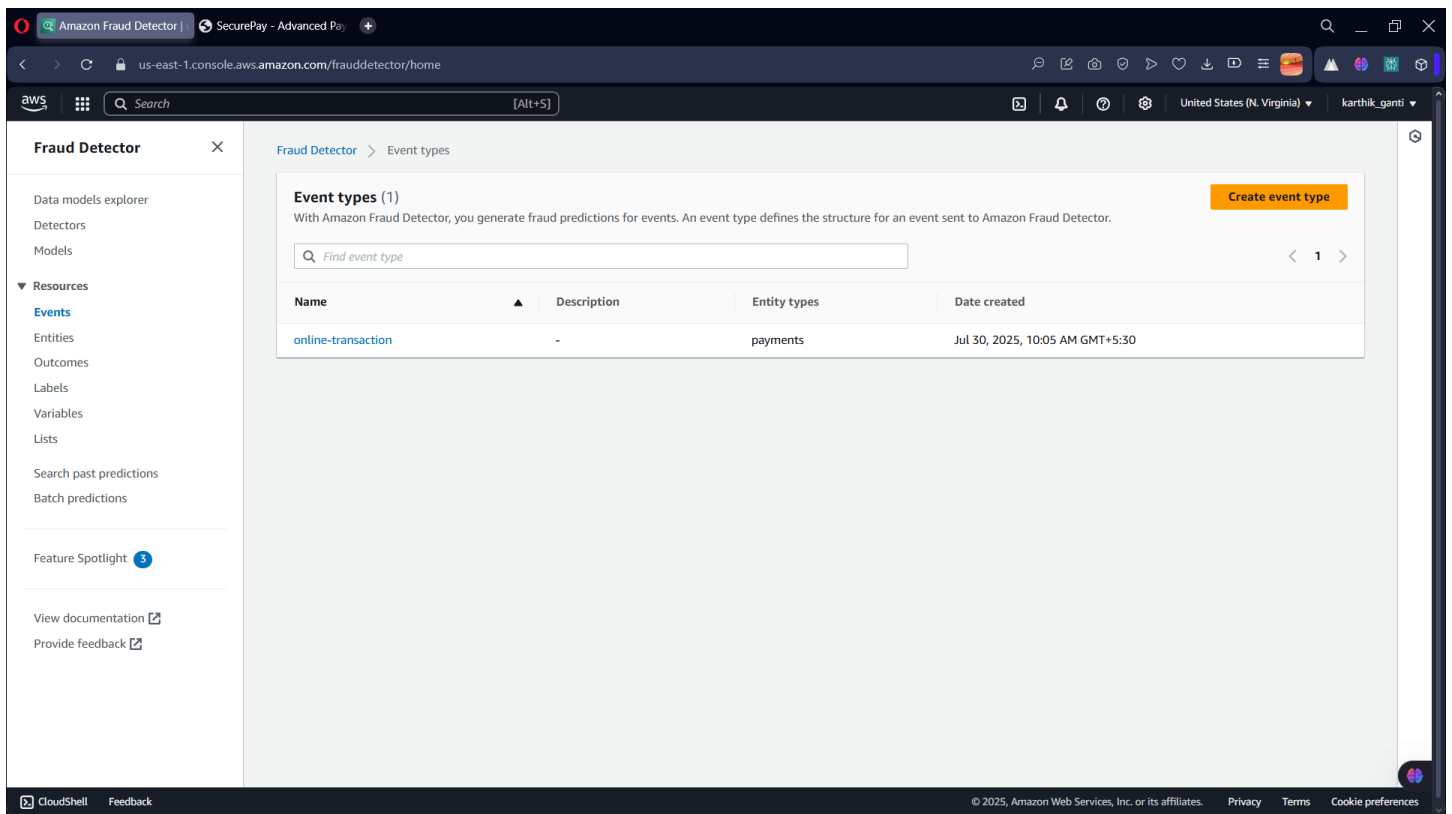 Amazon Fraud Detector |
SecurePay - Advanced Pay
us-east-1.console.aws.amazon.com/frauddetector/home
aws
Search
[Alt+S]
United States (N. Virginia)
karthik_ganti
Fraud Detector
Data models explorer
Detectors
Models
Resources
Events
Entities
Outcomes
Labels
Variables
Lists
Search past predictions
Batch predictions
Feature Spotlight 3
View documentation
Provide feedback
Fraud Detector > Event types
Event types (1)
Create event type
With Amazon Fraud Detector, you generate fraud predictions for events. An event type defines the structure for an event sent to Amazon Fraud Detector.
Find event type
1
Name Description Entity types Date created
online-transaction - payments Jul 30, 2025, 10:05 AM GMT+5:30
CloudShell Feedback
© 2025, Amazon Web Services, Inc. or its affiliates. Privacy Terms Cookie preferences